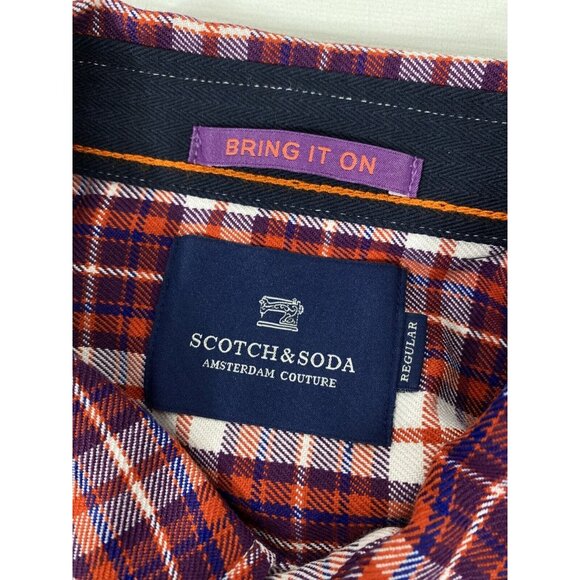 BRING IT ON
SCOTCH & SODA
AMSTERDAM COUTURE
REGULAR